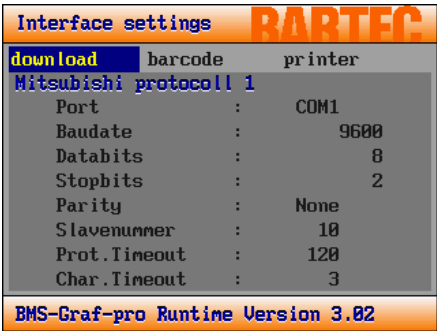 Interface settings BARTEC
download barcode printer
Mitsubishi protocoll 1
Port : COM1
Baudate : 9600
Databits : 8
Stopbits : 2
Parity : None
Slavenummer : 10
Prot.Timeout : 120
Char.Timeout : 3
BMS-Graf-pro Runtime Version 3.02